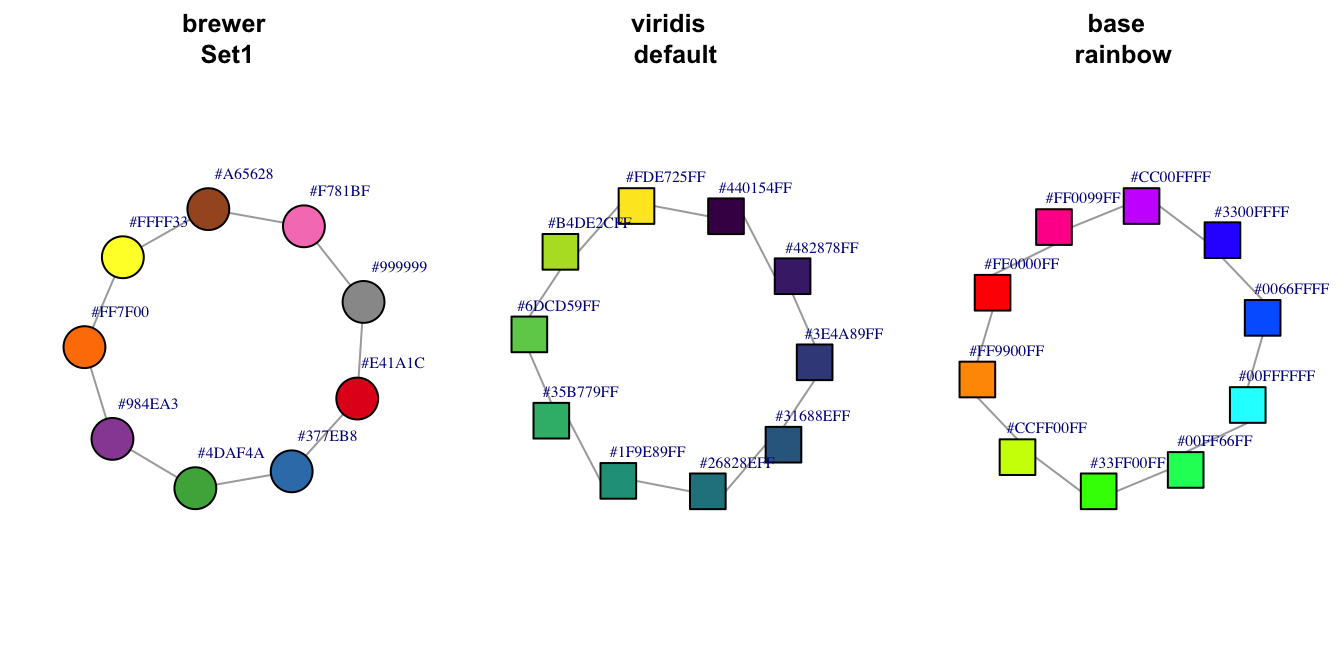 brewer
Set1
#A65628
#F781BF
#FFFF33
#999999
#FF7F00
#E41A1C
#984EA3
#377EB8
#4DAF4A
viridis
default
#FDE725FF
#440154FF
#B4DE2CFF
#482878FF
#6DCD59FF
#3E4A89FF
#35B779FF
#31688EFF
#1F9E89FF
#26828EFF
base
rainbow
#CC00FFFF
#FF0099FF
#3300FFFF
#FF0000FF
#0066FFFF
#FF9900FF
#00FFFFFF
#CCFF00FF
#00FF66FF
#33FF00FF